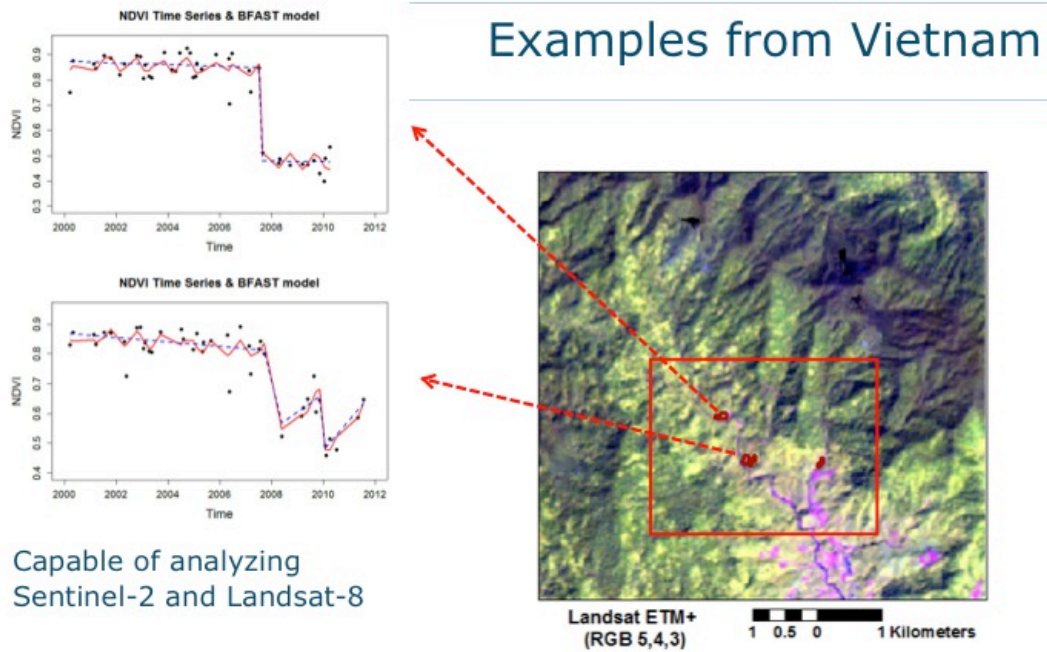 Examples from Vietnam
NDVI Time Series & BFAST model
NDVI
0.9
0.8
0.7
0.6
0.5
0.4
0.3
2000 2002 2004 2006 2008 2010 2012
Time
NDVI Time Series & BFAST model
NDVI
0.9
0.8
0.7
0.6
0.5
0.4
2000 2002 2004 2006 2008 2010 2012
Time
Capable of analyzing
Sentinel-2 and Landsat-8
Landsat ETM+
(RGB 5,4,3)
1 0.5 0 1 Kilometers